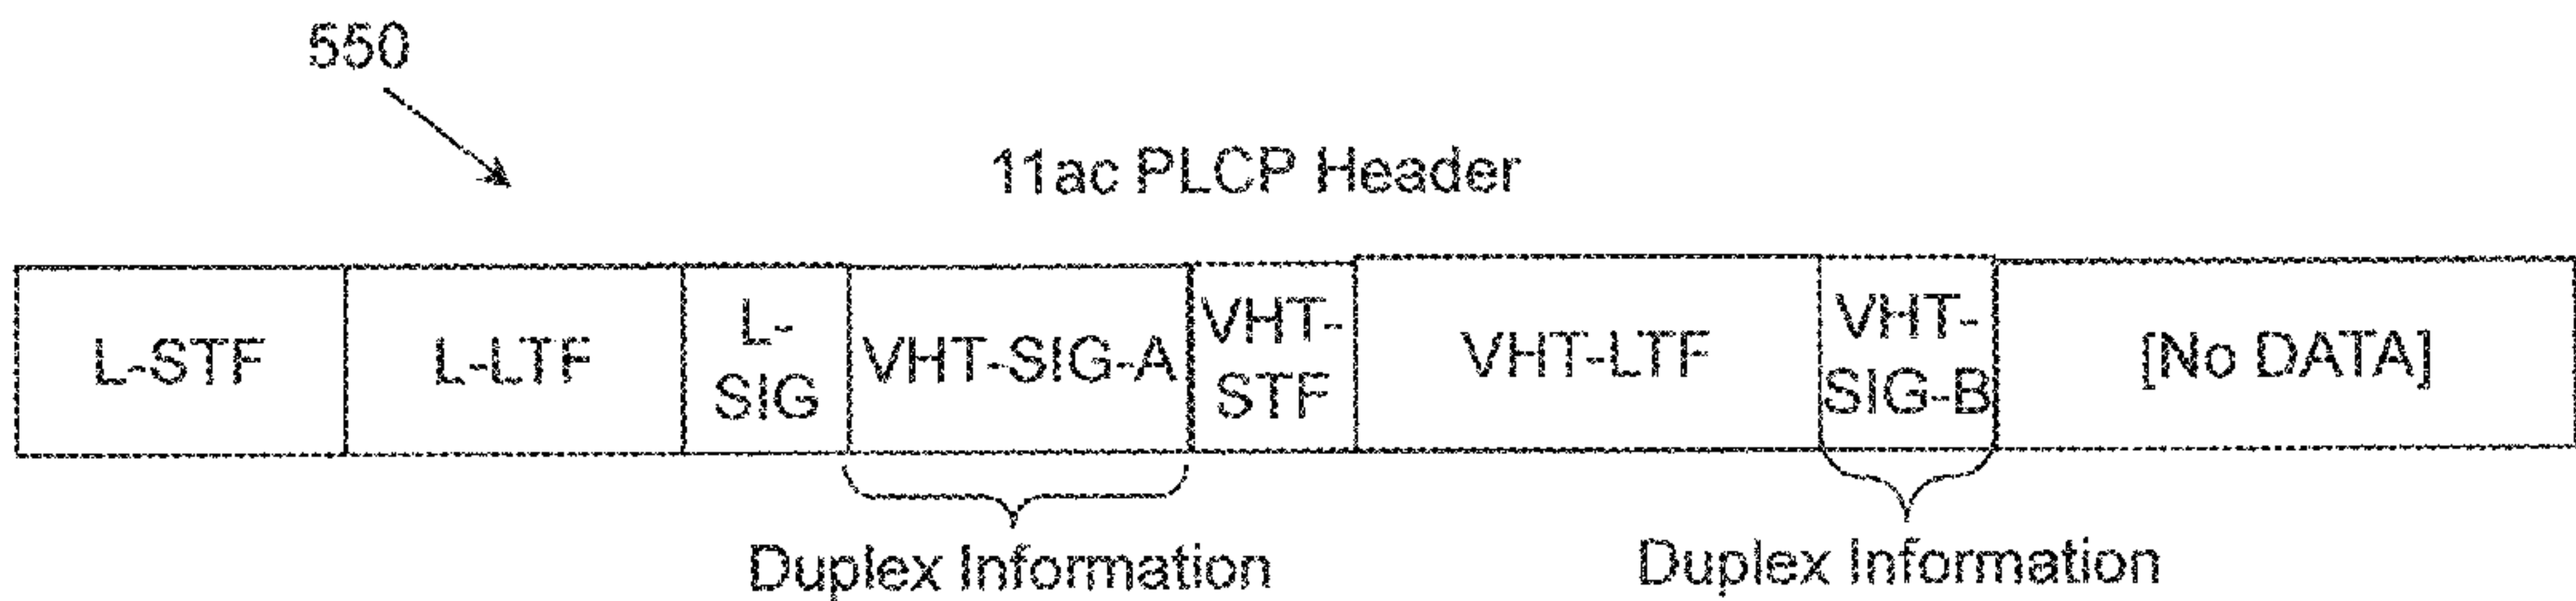 550
11ac PLCP Header
L-STF
L-LTF
L-
SIG
VHT-SIG-A
VHT-
STF
VHT-LTF
VHT-
SIG-B
[No DATA]
Duplex Information
Duplex Information